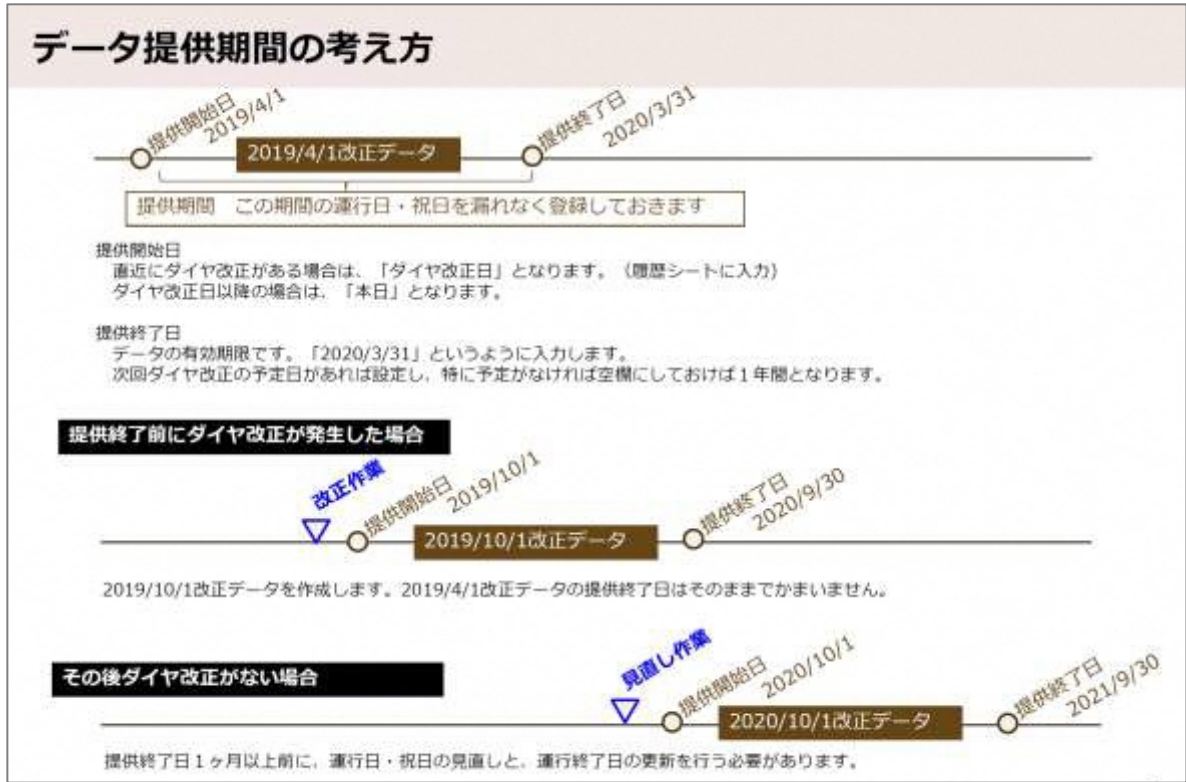 データ提供期間の考え方
提供開始日
2019/4/1
提供終了日
2020/3/31
2019/4/1改正データ
提供期間　この期間の運行日・祝日を漏れなく登録しておきます
提供開始日
直近にダイヤ改正がある場合は、「ダイヤ改正日」となります。（履歴シートに入力）
ダイヤ改正日以降の場合は、「本日」となります。
提供終了日
データの有効期限です。「2020/3/31」というように入力します。
次回ダイヤ改正の予定日があれば設定し、特に予定がなければ空欄にしておけば１年間となります。
提供終了前にダイヤ改正が発生した場合
改正作業
提供開始日
2019/10/1
提供終了日
2020/9/30
2019/10/1改正データ
2019/10/1改正データを作成します。2019/4/1改正データの提供終了日はそのままでかまいません。
その後ダイヤ改正がない場合
見直し作業
提供開始日
2020/10/1
提供終了日
2021/9/30
2020/10/1改正データ
提供終了日１ヶ月以上前に、運行日・祝日の見直しと、運行終了日の更新を行う必要があります。